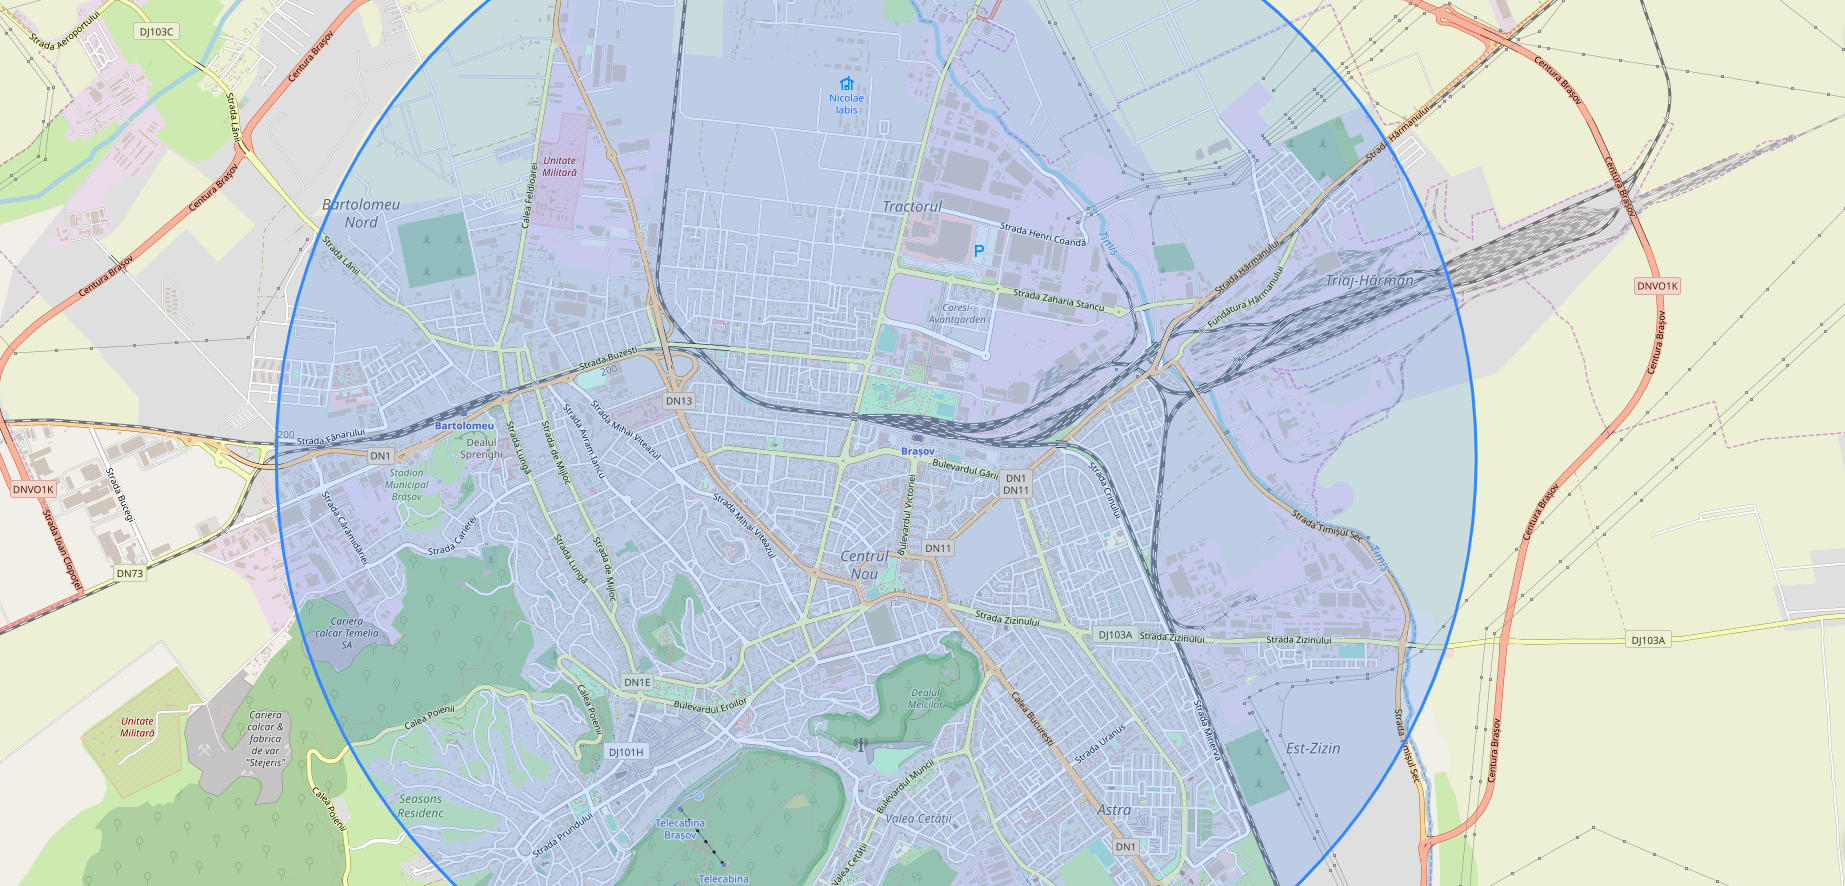 Strada Aeroportului
DJ103C
Centura Brașov
Strada Lânii
Nicolae
Iabis
Centura Brașov
DNVO1K
Unitate
Militară
Calea Feldioarei
Strada Hărmanului
Centura Brașov
Centura Brașov
Bartolomeu
Nord
Strada Lânii
Tractorul
Strada Henri Coandă
P
Timiș
Strada Hărmanului
Fundătura Hărmanului
Triaj-Hărman
Centura Brașov
Strada Zaharia Stancu
Coresi-
Avantgarden
Centura Brașov
Strada Buzești
200
DN13
Strada Fânarului
200
Bartolomeu
Dealul
Sprenghi
Strada Lungă
Strada de Mijloc
Strada Avram Iancu
Strada Mihai Viteazul
Brașov
Bulevardul Gării
DN1
DN1
DN11
Strada Crinului
DNVO1K
Strada Bucegi
Stadion
Municipal
Brașov
Strada Ioan Clopoțel
Strada Cărămidăriei
Strada Carierei
Strada Mihai Viteazul
Bulevardul Victoriei
Strada Timișul Sec
Timiș
Centura Brașov
DN11
Centrul
Nou
DN73
Strada Lungă
Strada de Mijloc
Cariera
calcar Temelia
SA
Strada Zizinului
DJ103A
Strada Zizinului
Strada Zizinului
DJ103A
DN1E
Calea Poienii
Calea Poienii
Bulevardul Eroilor
Dealul
Melcilor
Calea București
Strada Uranus
Strada Minerva
Strada Timișul Sec
Centura Brașov
Est-Zizin
Unitate
Militară
Cariera
calcar &
fabrica
de var
"Stejeris"
DJ101H
Calea Poienii
Seasons
Residenc
Strada Prundului
Telecabina
Brașov
Telecabina
Bulevardul Muncii
Valea Cetății
Valea Cetății
Astra
DN1